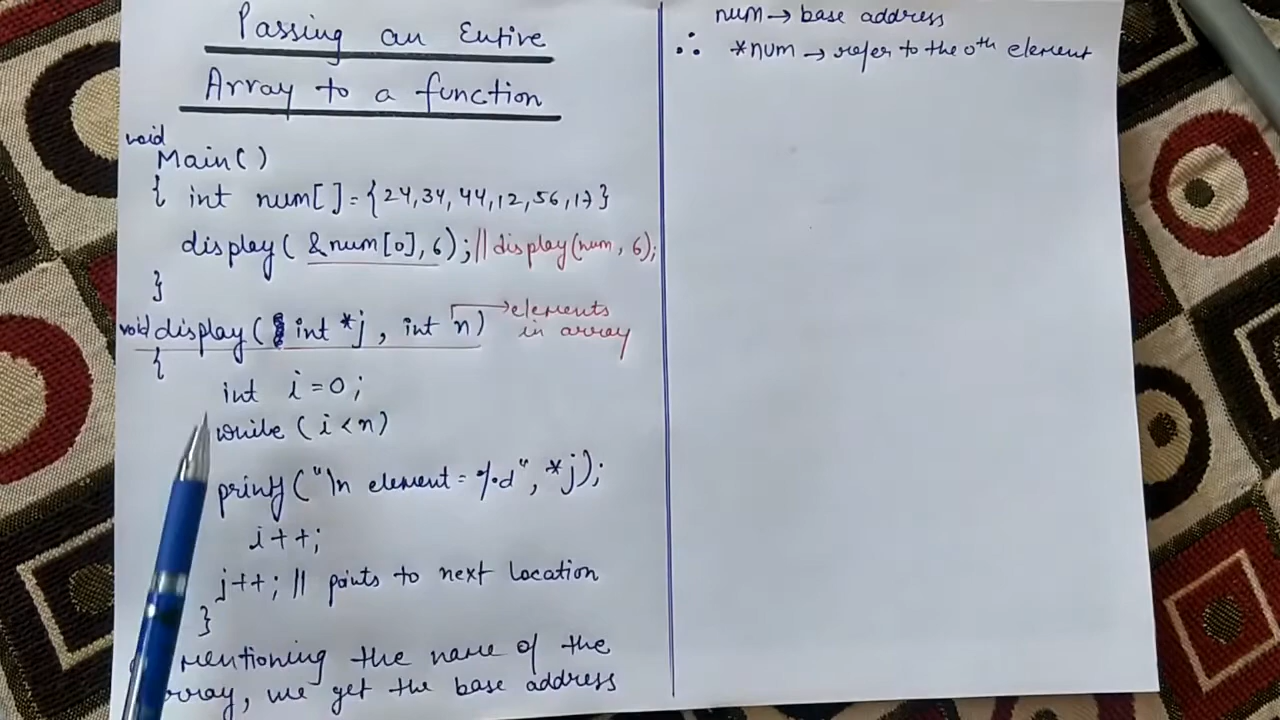 Passing an Entire
Array to a function
void
Main()
{ int num[] = {24,34,44,12,56,17}
display( &num[0], 6); // display(num, 6);
}
void display( int *j , int n) → elements
in array
{
int i = 0;
while (i < n)
printf("\n element = %d", *j);
i++;
j++; // points to next location
}
mentioning the name of the
array, we get the base address
num → base address
∴ *num → refer to the 0th element